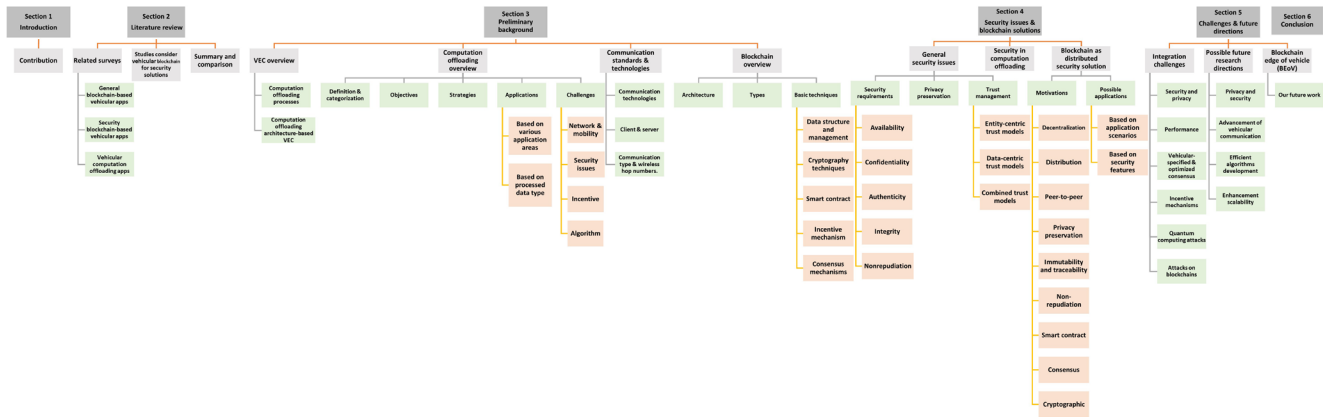 Section 1
Introduction
Section 2
Literature review
Section 3
Preliminary
background
Section 4
Security issues &
blockchain solutions
Section 5
Challenges & future
directions
Section 6
Conclusion
Contribution
Related surveys
Studies consider
vehicular blockchain
for security
solutions
Summary and
comparison
VEC overview
Computation
offloading overview
Communication
standards &
technologies
Blockchain
overview
General
security issues
Security in
computation
offloading
Blockchain as
distributed
security solution
Integration
challenges
Possible future
research
directions
Blockchain
edge of vehicle
(BEoV)
General
blockchain-based
vehicular apps
Security
blockchain-based
vehicular apps
Vehicular
computation
offloading apps
Computation
offloading
processes
Computation
offloading
architecture-based
VEC
Definition &
categorization
Objectives
Strategies
Applications
Challenges
Based on
various
application
areas
Based on
processed
data type
Network &
mobility
Security
issues
Incentive
Algorithm
Communication
technologies
Client & server
Communication
type & wireless
hop numbers.
Architecture
Types
Basic techniques
Data structure
and
management
Cryptography
techniques
Smart contract
Incentive
mechanism
Consensus
mechanisms
Security
requirements
Privacy
preservation
Trust
management
Availability
Confidentiality
Authenticity
Integrity
Nonrepudiation
Entity-centric
trust models
Data-centric
trust models
Combined trust
models
Motivations
Possible
applications
Decentralization
Distribution
Peer-to-peer
Privacy
preservation
Immutability
and traceability
Non-
repudiation
Smart contract
Consensus
Cryptographic
Based on
application
scenarios
Based on
security
features
Security and
privacy
Performance
Vehicular-
specified &
optimized
consensus
Incentive
mechanisms
Quantum
computing attacks
Attacks on
blockchains
Privacy and
security
Advancement of
vehicular
communication
Efficient
algorithms
development
Enhancement
scalability
Our future work